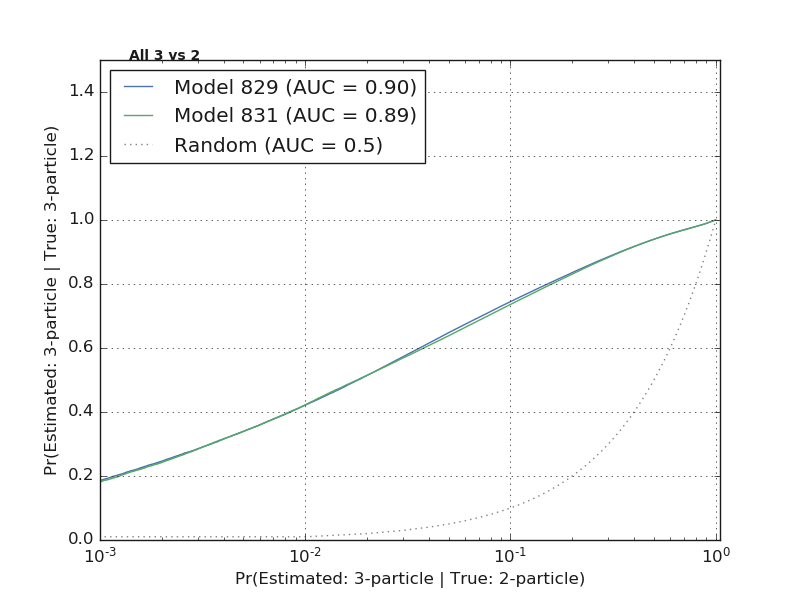 All 3 vs 2
Model 829 (AUC = 0.90)
Model 831 (AUC = 0.89)
Random (AUC = 0.5)
1.4
1.2
1.0
0.8
0.6
0.4
0.2
0.0
Pr(Estimated: 3-particle | True: 3-particle)
10^-3 10^-2 10^-1 10^0
Pr(Estimated: 3-particle | True: 2-particle)